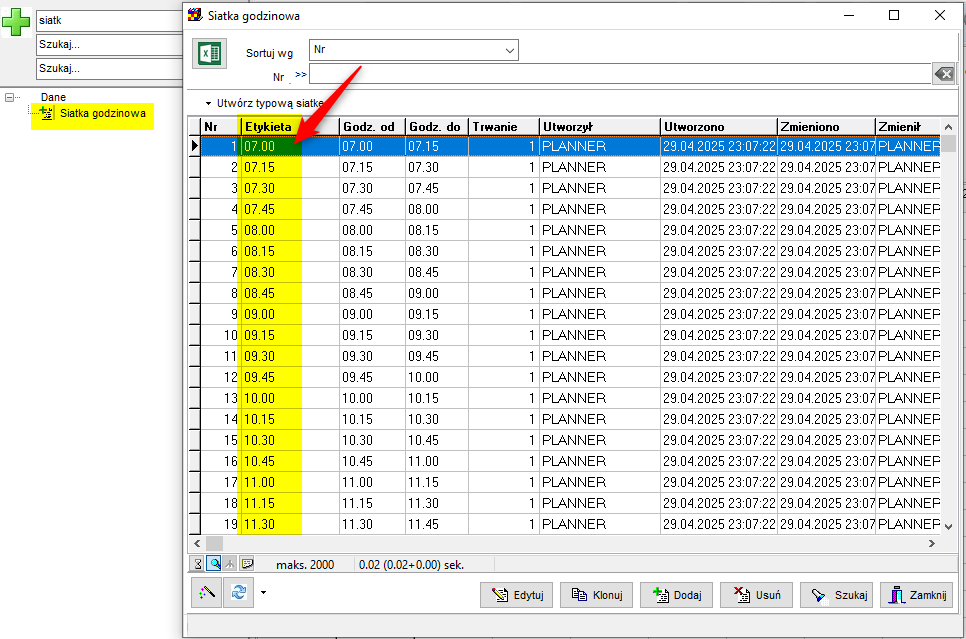 siatk
Szukaj...
Szukaj...
Dane
Siatka godzinowa
Siatka godzinowa
Sortuj wg Nr
Nr >>
Utwórz typową siatkę
Nr Etykieta Godz. od Godz. do Trwanie Utworzył Utworzono Zmieniono Zmienił
1 07.00 07.00 07.15 1 PLANNER 29.04.2025 23:07:22 29.04.2025 23:07 PLANNER
2 07.15 07.15 07.30 1 PLANNER 29.04.2025 23:07:22 29.04.2025 23:07 PLANNER
3 07.30 07.30 07.45 1 PLANNER 29.04.2025 23:07:22 29.04.2025 23:07 PLANNER
4 07.45 07.45 08.00 1 PLANNER 29.04.2025 23:07:22 29.04.2025 23:07 PLANNER
5 08.00 08.00 08.15 1 PLANNER 29.04.2025 23:07:22 29.04.2025 23:07 PLANNER
6 08.15 08.15 08.30 1 PLANNER 29.04.2025 23:07:22 29.04.2025 23:07 PLANNER
7 08.30 08.30 08.45 1 PLANNER 29.04.2025 23:07:22 29.04.2025 23:07 PLANNER
8 08.45 08.45 09.00 1 PLANNER 29.04.2025 23:07:22 29.04.2025 23:07 PLANNER
9 09.00 09.00 09.15 1 PLANNER 29.04.2025 23:07:22 29.04.2025 23:07 PLANNER
10 09.15 09.15 09.30 1 PLANNER 29.04.2025 23:07:22 29.04.2025 23:07 PLANNER
11 09.30 09.30 09.45 1 PLANNER 29.04.2025 23:07:22 29.04.2025 23:07 PLANNER
12 09.45 09.45 10.00 1 PLANNER 29.04.2025 23:07:22 29.04.2025 23:07 PLANNER
13 10.00 10.00 10.15 1 PLANNER 29.04.2025 23:07:22 29.04.2025 23:07 PLANNER
14 10.15 10.15 10.30 1 PLANNER 29.04.2025 23:07:22 29.04.2025 23:07 PLANNER
15 10.30 10.30 10.45 1 PLANNER 29.04.2025 23:07:22 29.04.2025 23:07 PLANNER
16 10.45 10.45 11.00 1 PLANNER 29.04.2025 23:07:22 29.04.2025 23:07 PLANNER
17 11.00 11.00 11.15 1 PLANNER 29.04.2025 23:07:22 29.04.2025 23:07 PLANNER
18 11.15 11.15 11.30 1 PLANNER 29.04.2025 23:07:22 29.04.2025 23:07 PLANNER
19 11.30 11.30 11.45 1 PLANNER 29.04.2025 23:07:22 29.04.2025 23:07 PLANNER
maks. 2000 0.02 (0.02+0.00) sek.
Edytuj Klonuj Dodaj Usuń Szukaj Zamknij